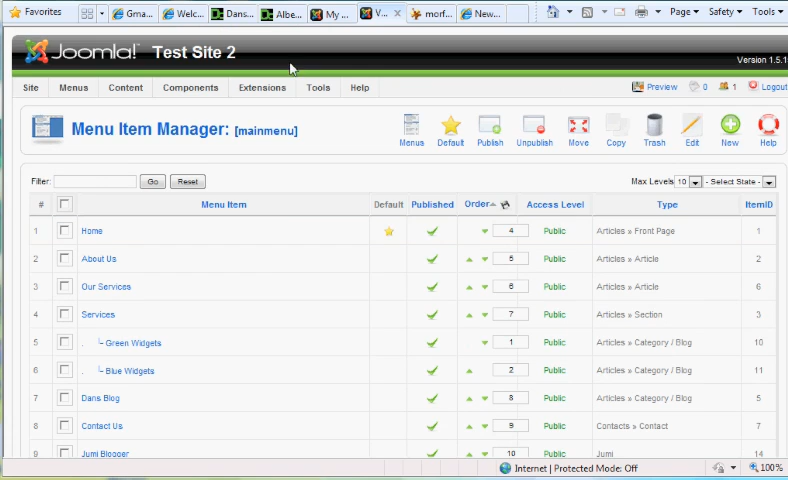 Favorites Gma... Welc... Dans... Albe... My ... V... morf... New... Page Safety Tools
Joomla! Test Site 2
Version 1.5.1
Site Menus Content Components Extensions Tools Help Preview 0 1 Logout
Menu Item Manager: [mainmenu]
Menus Default Publish Unpublish Move Copy Trash Edit New Help
Filter: Go Reset Max Levels 10 - Select State -
# Menu Item Default Published Order Access Level Type ItemID
1 Home 4 Public Articles » Front Page 1
2 About Us 5 Public Articles » Article 2
3 Our Services 6 Public Articles » Article 6
4 Services 7 Public Articles » Section 3
5 . Green Widgets 1 Public Articles » Category / Blog 10
6 . Blue Widgets 2 Public Articles » Category / Blog 11
7 Dans Blog 8 Public Articles » Category / Blog 5
8 Contact Us 9 Public Contacts » Contact 7
9 Jumi Blogger 10 Public Jumi 14
Internet | Protected Mode: Off 100%